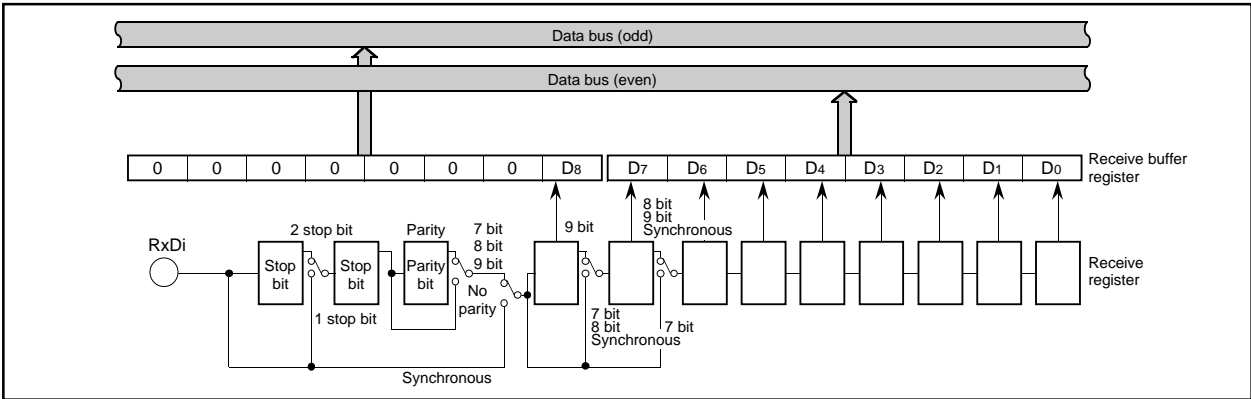 Data bus (odd)
Data bus (even)
0 0 0 0 0 0 0 D8 D7 D6 D5 D4 D3 D2 D1 D0
Receive buffer
register
RxDi
2 stop bit
Stop
bit
1 stop bit
Stop
bit
Parity
Parity
bit
No
parity
7 bit
8 bit
9 bit
Synchronous
9 bit
7 bit
8 bit
Synchronous
8 bit
9 bit
Synchronous
7 bit
Receive
register